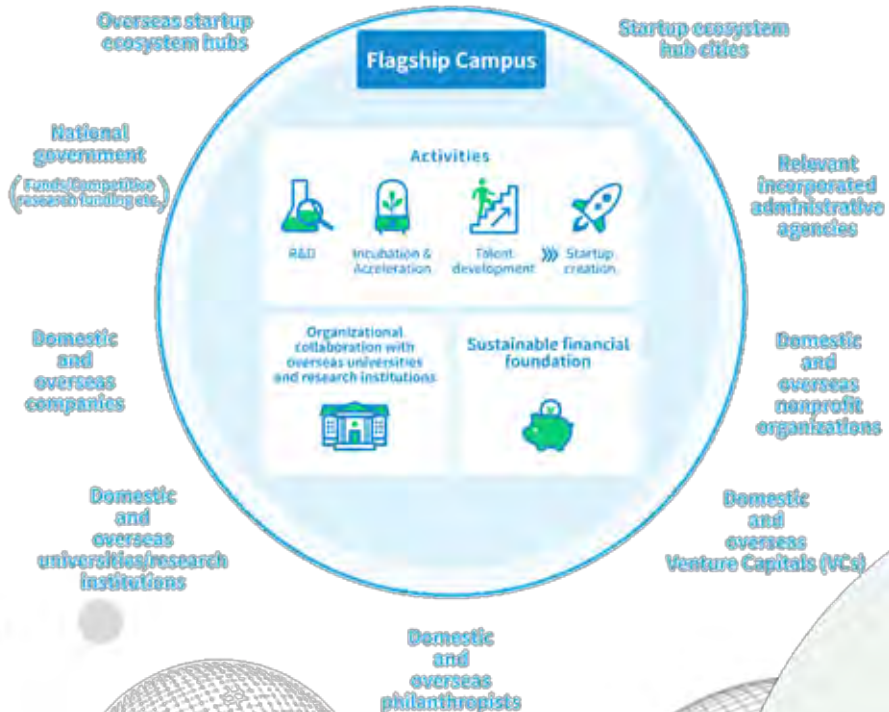 Overseas startup
ecosystem hubs
Startup ecosystem
hub cities
Flagship Campus
National
government
(Funds/Competitive
research funding etc.)
Activities
R&D
Incubation &
Acceleration
Talent
development
Startup
creation
Relevant
incorporated
administrative
agencies
Organizational
collaboration with
overseas universities
and research institutions
Sustainable financial
foundation
Domestic
and
overseas
companies
Domestic
and
overseas
nonprofit
organizations
Domestic
and
overseas
universities/research
institutions
Domestic
and
overseas
Venture Capitals (VCs)
Domestic
and
overseas
philanthropists